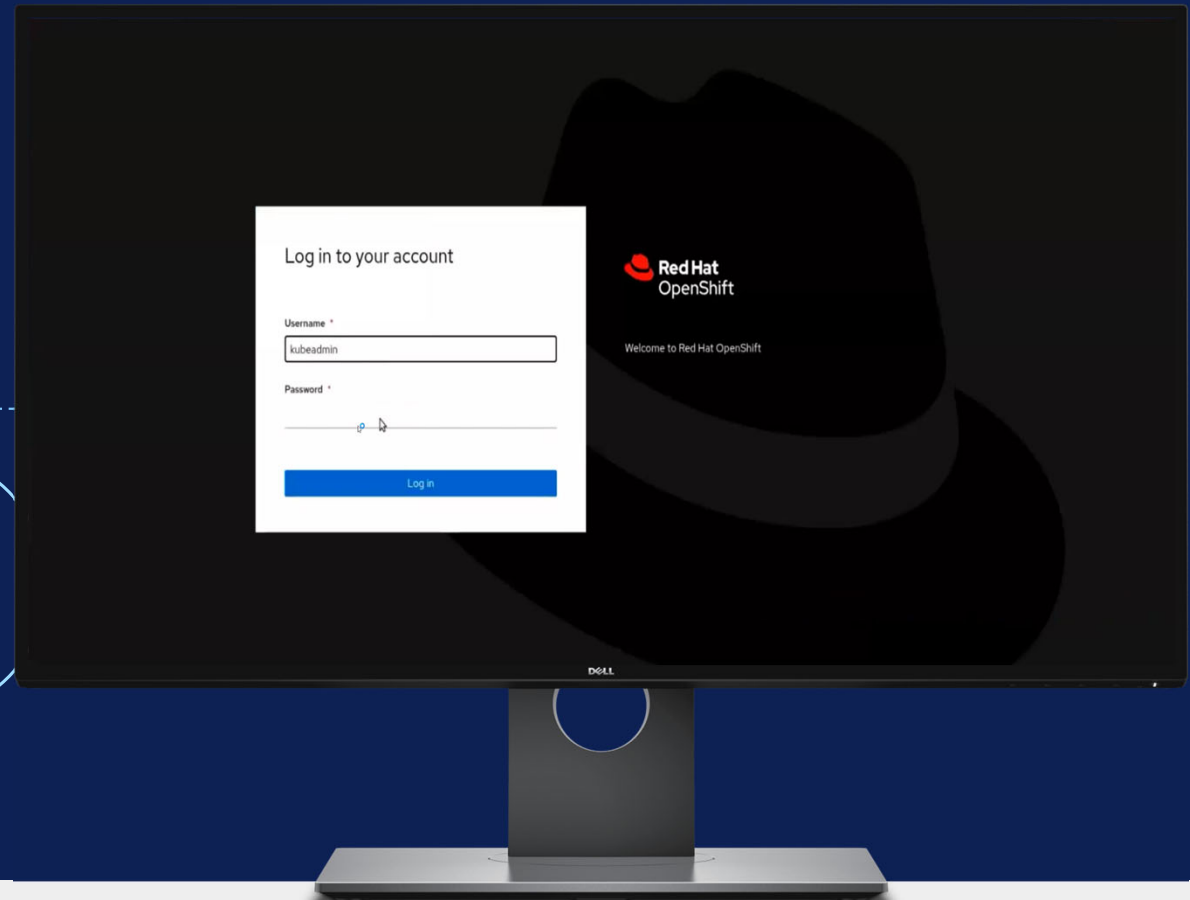 Log in to your account
Username *
kubeadmin
Password *
Log in
Red Hat
OpenShift
Welcome to Red Hat OpenShift
DELL